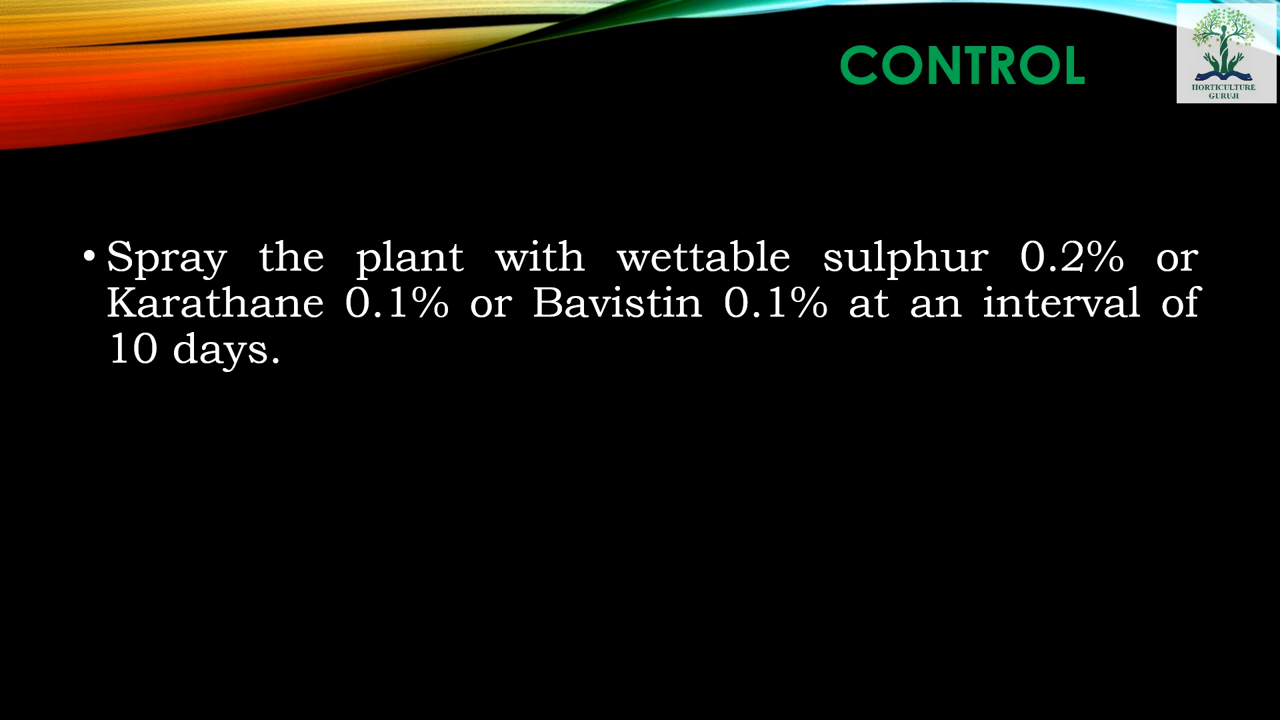 CONTROL
HORTICULTURE
GURUJI
• Spray the plant with wettable sulphur 0.2% or
Karathane 0.1% or Bavistin 0.1% at an interval of
10 days.